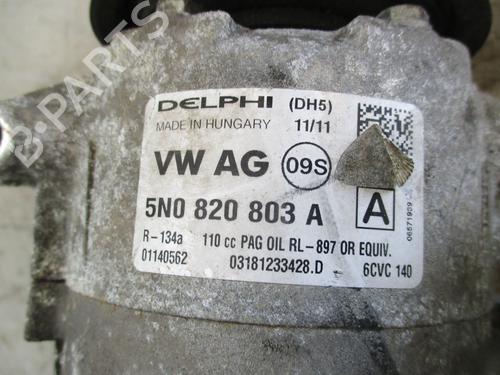 DELPHI (DH5)
MADE IN HUNGARY 11/11
VW AG 09S
5N0 820 803 A A
R-134a 110 cc PAG OIL RL-897 OR EQUIV.
01140562 03181233428.D 6CVC 140
B-PARTS